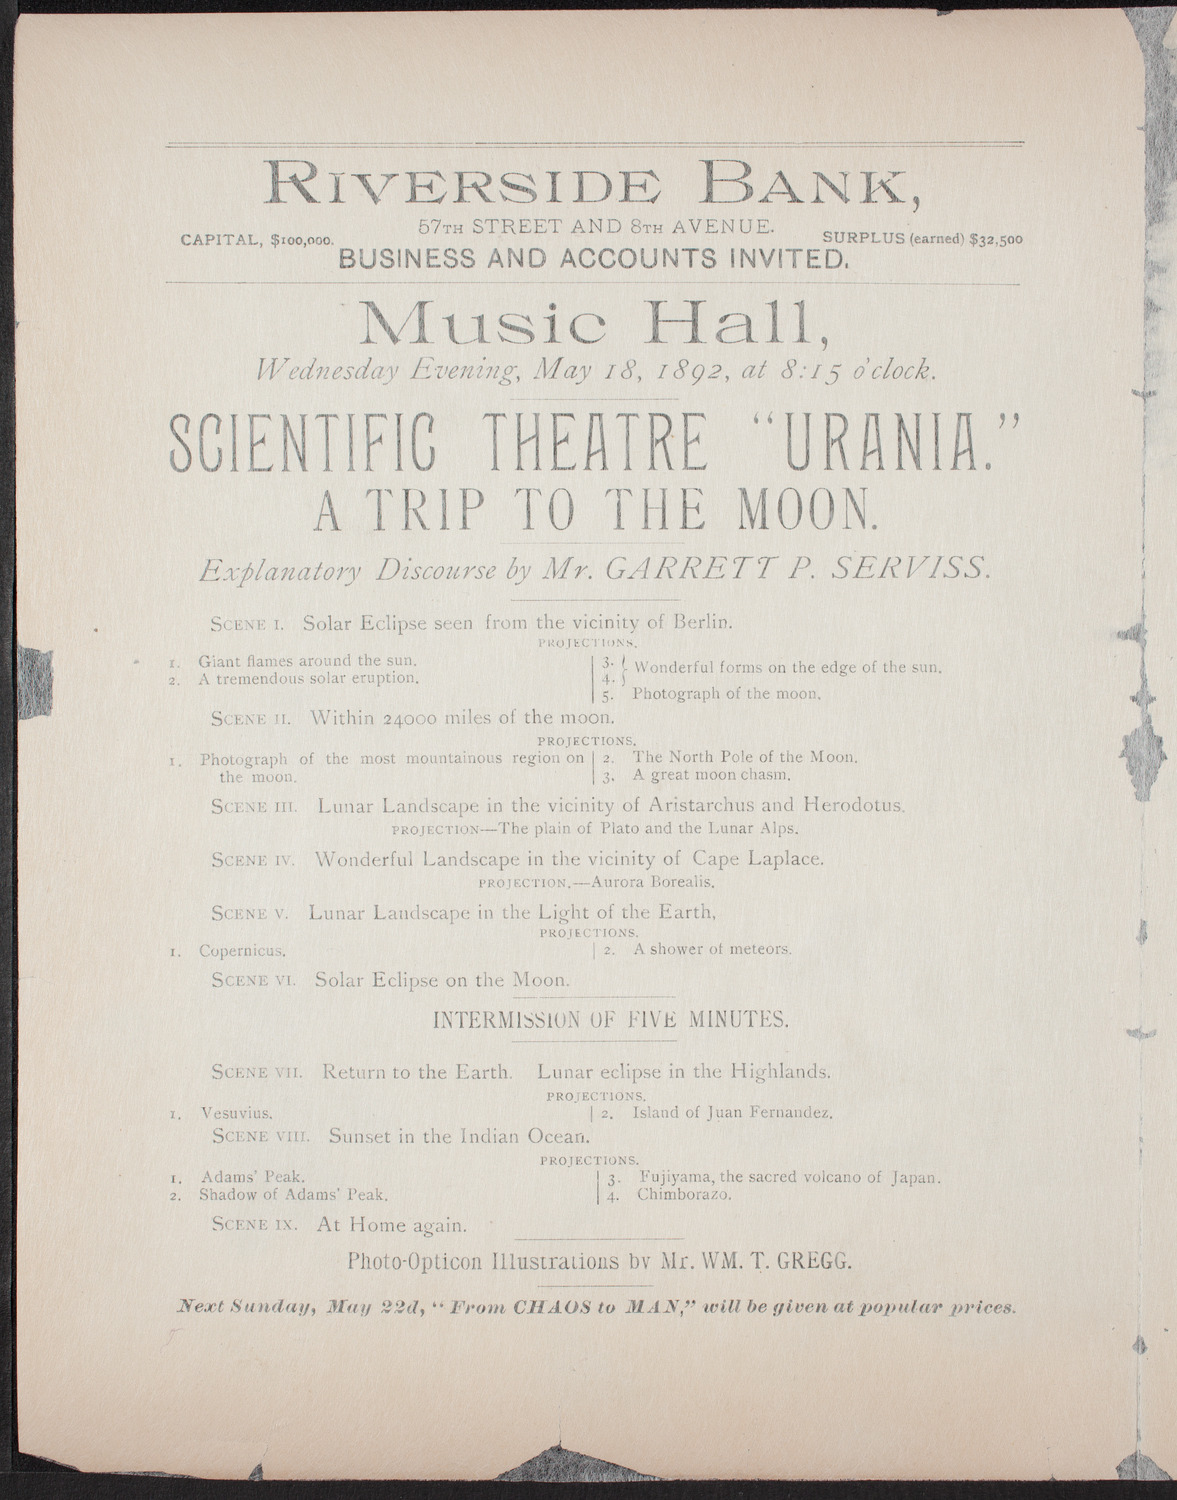 RIVERSIDE BANK,
57TH STREET AND 8TH AVENUE.
CAPITAL, $100,000.
SURPLUS (earned) $32,500
BUSINESS AND ACCOUNTS INVITED.
Music Hall,
Wednesday Evening, May 18, 1892, at 8:15 o'clock.
SCIENTIFIC THEATRE "URANIA."
A TRIP TO THE MOON.
Explanatory Discourse by Mr. GARRETT P. SERVISS.
SCENE I. Solar Eclipse seen from the vicinity of Berlin.
PROJECTIONS.
1. Giant flames around the sun.
2. A tremendous solar eruption.
3. } Wonderful forms on the edge of the sun.
4. }
5. Photograph of the moon.
SCENE II. Within 24000 miles of the moon.
PROJECTIONS.
1. Photograph of the most mountainous region on
the moon.
2. The North Pole of the Moon.
3. A great moon chasm.
SCENE III. Lunar Landscape in the vicinity of Aristarchus and Herodotus.
PROJECTION—The plain of Plato and the Lunar Alps.
SCENE IV. Wonderful Landscape in the vicinity of Cape Laplace.
PROJECTION.—Aurora Borealis.
SCENE V. Lunar Landscape in the Light of the Earth,
PROJECTIONS.
1. Copernicus.
2. A shower of meteors.
SCENE VI. Solar Eclipse on the Moon.
INTERMISSION OF FIVE MINUTES.
SCENE VII. Return to the Earth. Lunar eclipse in the Highlands.
PROJECTIONS.
1. Vesuvius.
2. Island of Juan Fernandez.
SCENE VIII. Sunset in the Indian Ocean.
PROJECTIONS.
1. Adams' Peak.
2. Shadow of Adams' Peak.
3. Fujiyama, the sacred volcano of Japan.
4. Chimborazo.
SCENE IX. At Home again.
Photo-Opticon Illustrations by Mr. WM. T. GREGG.
Next Sunday, May 22d, "From CHAOS to MAN," will be given at popular prices.